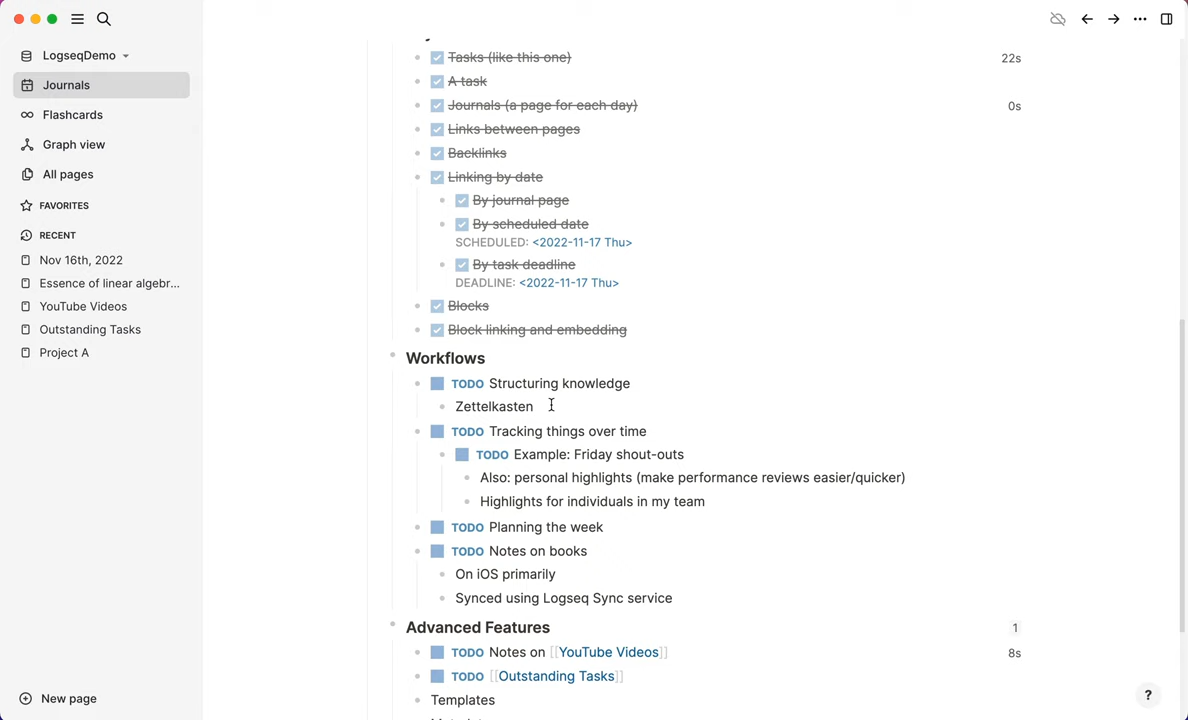 LogseqDemo
Journals
Flashcards
Graph view
All pages
FAVORITES
RECENT
Nov 16th, 2022
Essence of linear algebr...
YouTube Videos
Outstanding Tasks
Project A
New page
Tasks (like this one) 22s
A task
Journals (a page for each day) 0s
Links between pages
Backlinks
Linking by date
By journal page
By scheduled date
SCHEDULED: <2022-11-17 Thu>
By task deadline
DEADLINE: <2022-11-17 Thu>
Blocks
Block linking and embedding
Workflows
TODO Structuring knowledge
Zettelkasten
TODO Tracking things over time
TODO Example: Friday shout-outs
Also: personal highlights (make performance reviews easier/quicker)
Highlights for individuals in my team
TODO Planning the week
TODO Notes on books
On iOS primarily
Synced using Logseq Sync service
Advanced Features 1
TODO Notes on [[YouTube Videos]] 8s
TODO [[Outstanding Tasks]]
Templates
?